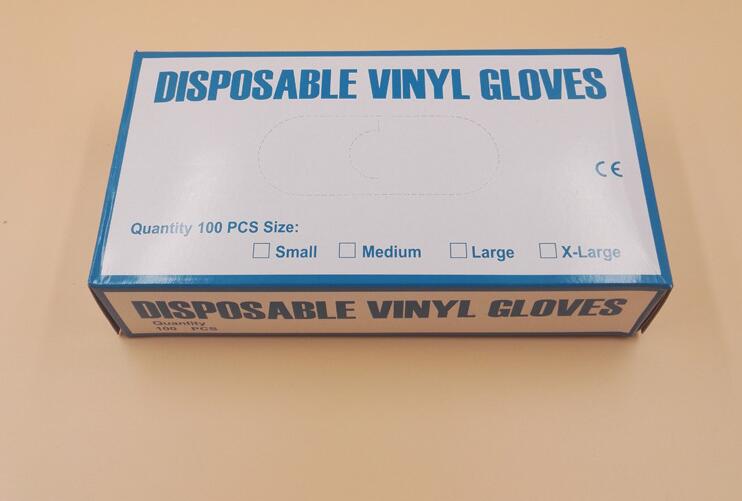 DISPOSABLE VINYL GLOVES
CE
Quantity 100 PCS Size:
Small Medium Large X-Large
DISPOSABLE VINYL GLOVES
Quantity
100 PCS